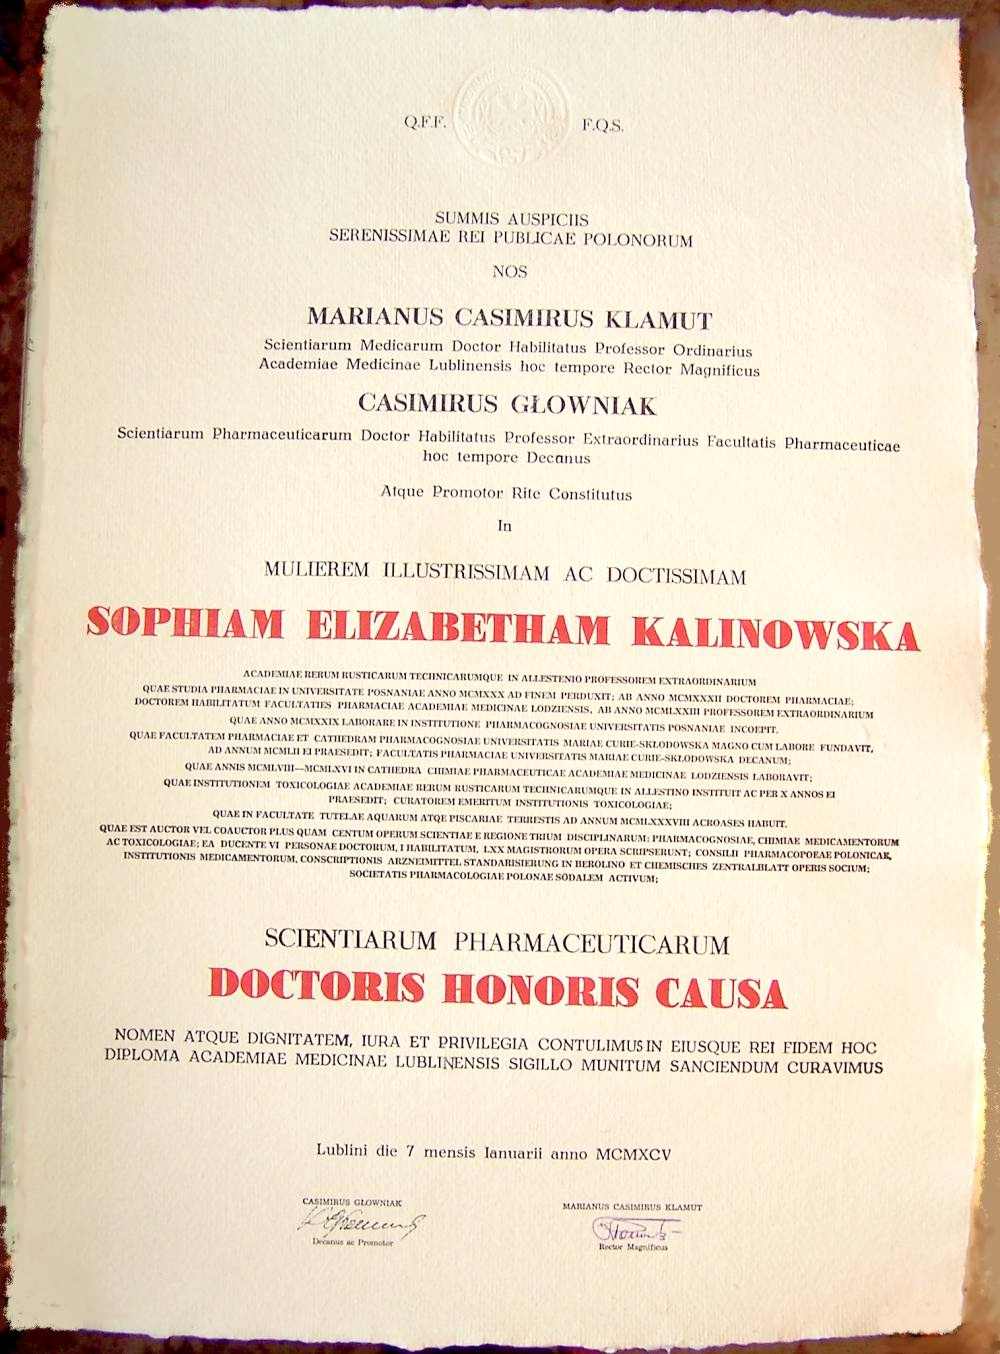 Q.F.F. F.Q.S.
SUMMIS AUSPICIIS
SERENISSIMAE REI PUBLICAE POLONORUM
NOS
MARIANUS CASIMIRUS KLAMUT
Scientiarum Medicarum Doctor Habilitatus Professor Ordinarius
Academiae Medicinae Lublinensis hoc tempore Rector Magnificus
CASIMIRUS GŁOWNIAK
Scientiarum Pharmaceuticarum Doctor Habilitatus Professor Extraordinarius Facultatis Pharmaceuticae
hoc tempore Decanus
Atque Promotor Rite Constitutus
In
MULIEREM ILLUSTRISSIMAM AC DOCTISSIMAM
SOPHIAM ELIZABETHAM KALINOWSKA
ACADEMIAE RERUM RUSTICARUM TECHNICARUMQUE IN ALLESTENIO PROFESSOREM EXTRAORDINARIUM
QUAE STUDIA PHARMACIAE IN UNIVERSITATE POSNANIAE ANNO MCMXXX AD FINEM PERDUXIT; AB ANNO MCMXXXII DOCTOREM PHARMACIAE;
DOCTOREM HABILITATUM FACULTATIES PHARMACIAE ACADEMIAE MEDICINAE LODZIENSIS, AB ANNO MCMLXXIII PROFESSOREM EXTRAORDINARIUM
QUAE ANNO MCMXXIX LABORARE IN INSTITUTIONE PHARMACOGNOSIAE UNIVERSITATIS POSNANIAE INCOEPIT.
QUAE FACULTATEM PHARMACIAE ET CATHEDRAM PHARMACOGNOSIAE UNIVERSITATIS MARIAE CURIE-SKŁODOWSKA MAGNO CUM LABORE FUNDAVIT,
AD ANNUM MCMLII EI PRAESEDIT; FACULTATIS PHARMACIAE UNIVERSITATIS MARIAE CURIE-SKŁODOWSKA DECANUM;
QUAE ANNIS MCMLVIII—MCMLXVI IN CATHEDRA CHIMIAE PHARMACEUTICAE ACADEMIAE MEDICINAE LODZIENSIS LABORAVIT;
QUAE INSTITUTIONEM TOXICOLOGIAE ACADEMIAE RERUM RUSTICARUM TECHNICARUMQUE IN ALLESTINO INSTITUIT AC PER X ANNOS EI
PRAESEDIT; CURATOREM EMERITUM INSTITUTIONIS TOXICOLOGIAE;
QUAE IN FACULTATE TUTELAE AQUARUM ATQE PISCARIAE TERRESTIS AD ANNUM MCMLXXXVIII ACROASES HABUIT.
QUAE EST AUCTOR VEL COAUCTOR PLUS QUAM CENTUM OPERUM SCIENTIAE E REGIONE TRIUM DISCIPLINARUM: PHARMACOGNOSIAE, CHIMIAE MEDICAMENTORUM
AC TOXICOLOGIAE; EA DUCENTE VI PERSONAE DOCTORUM, I HABILITATUM, LXX MAGISTRORUM OPERA SCRIPSERUNT; CONSILII PHARMACOPOEAE POLONICAE,
INSTITUTIONIS MEDICAMENTORUM, CONSCRIPTIONIS ARZNEIMITTEL STANDARISIERUNG IN BEROLINO ET CHEMISCHES ZENTRALBLATT OPERIS SOCIUM;
SOCIETATIS PHARMACOLOGIAE POLONAE SODALEM ACTIVUM;
SCIENTIARUM PHARMACEUTICARUM
DOCTORIS HONORIS CAUSA
NOMEN ATQUE DIGNITATEM, IURA ET PRIVILEGIA CONTULIMUS IN EIUSQUE REI FIDEM HOC
DIPLOMA ACADEMIAE MEDICINAE LUBLINENSIS SIGILLO MUNITUM SANCIENDUM CURAVIMUS
Lublini die 7 mensis Ianuarii anno MCMXCV
CASIMIRUS GŁOWNIAK MARIANUS CASIMIRUS KLAMUT
Decanus ac Promotor Rector Magnificus